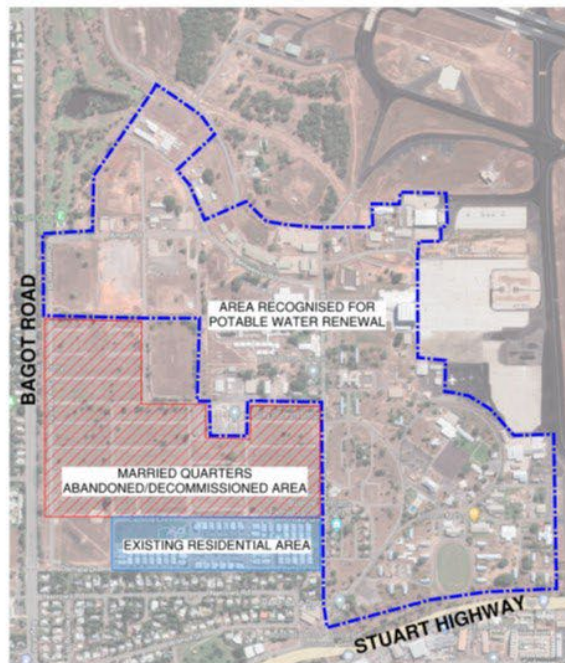 BAGOT ROAD
AREA RECOGNISED FOR
POTABLE WATER RENEWAL
MARRIED QUARTERS
ABANDONED/DECOMMISSIONED AREA
EXISTING RESIDENTIAL AREA
STUART HIGHWAY